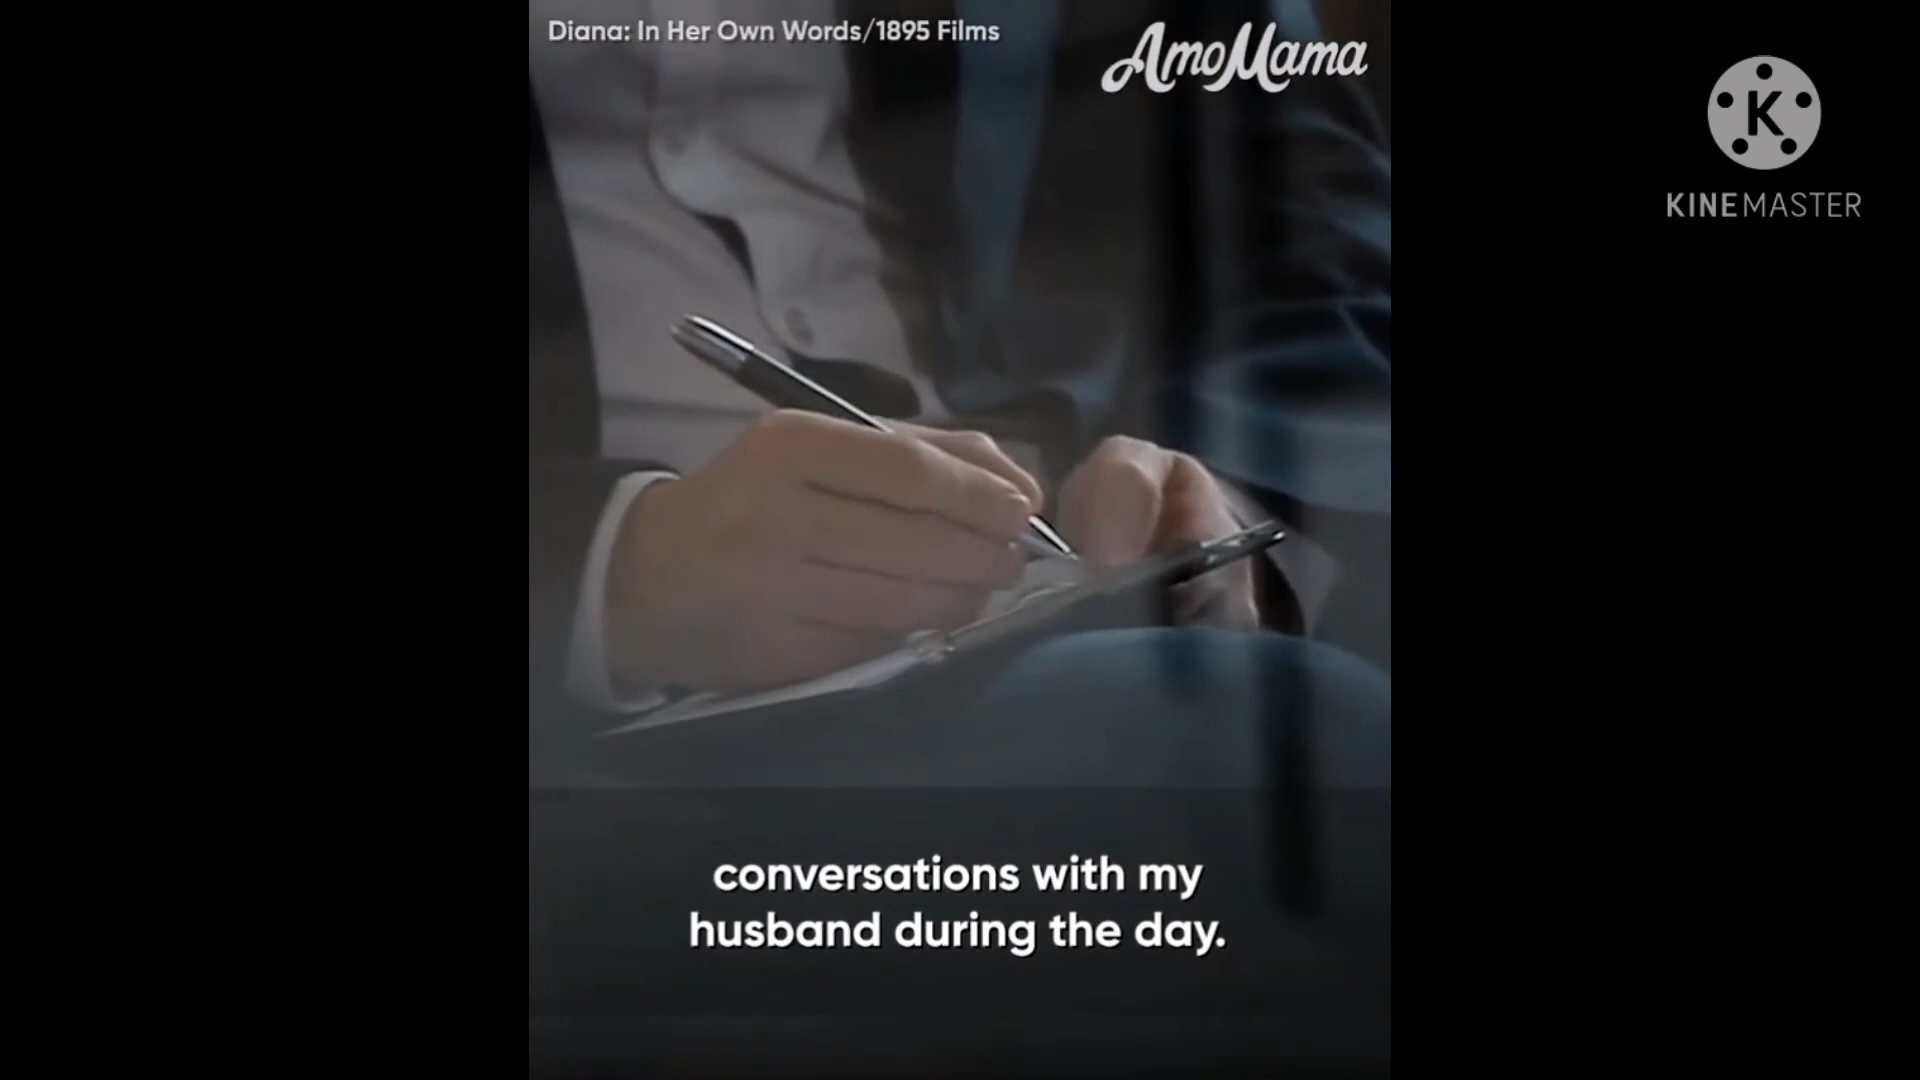 Diana: In Her Own Words/1895 Films
AmoMama
K
KINEMASTER
conversations with my
husband during the day.